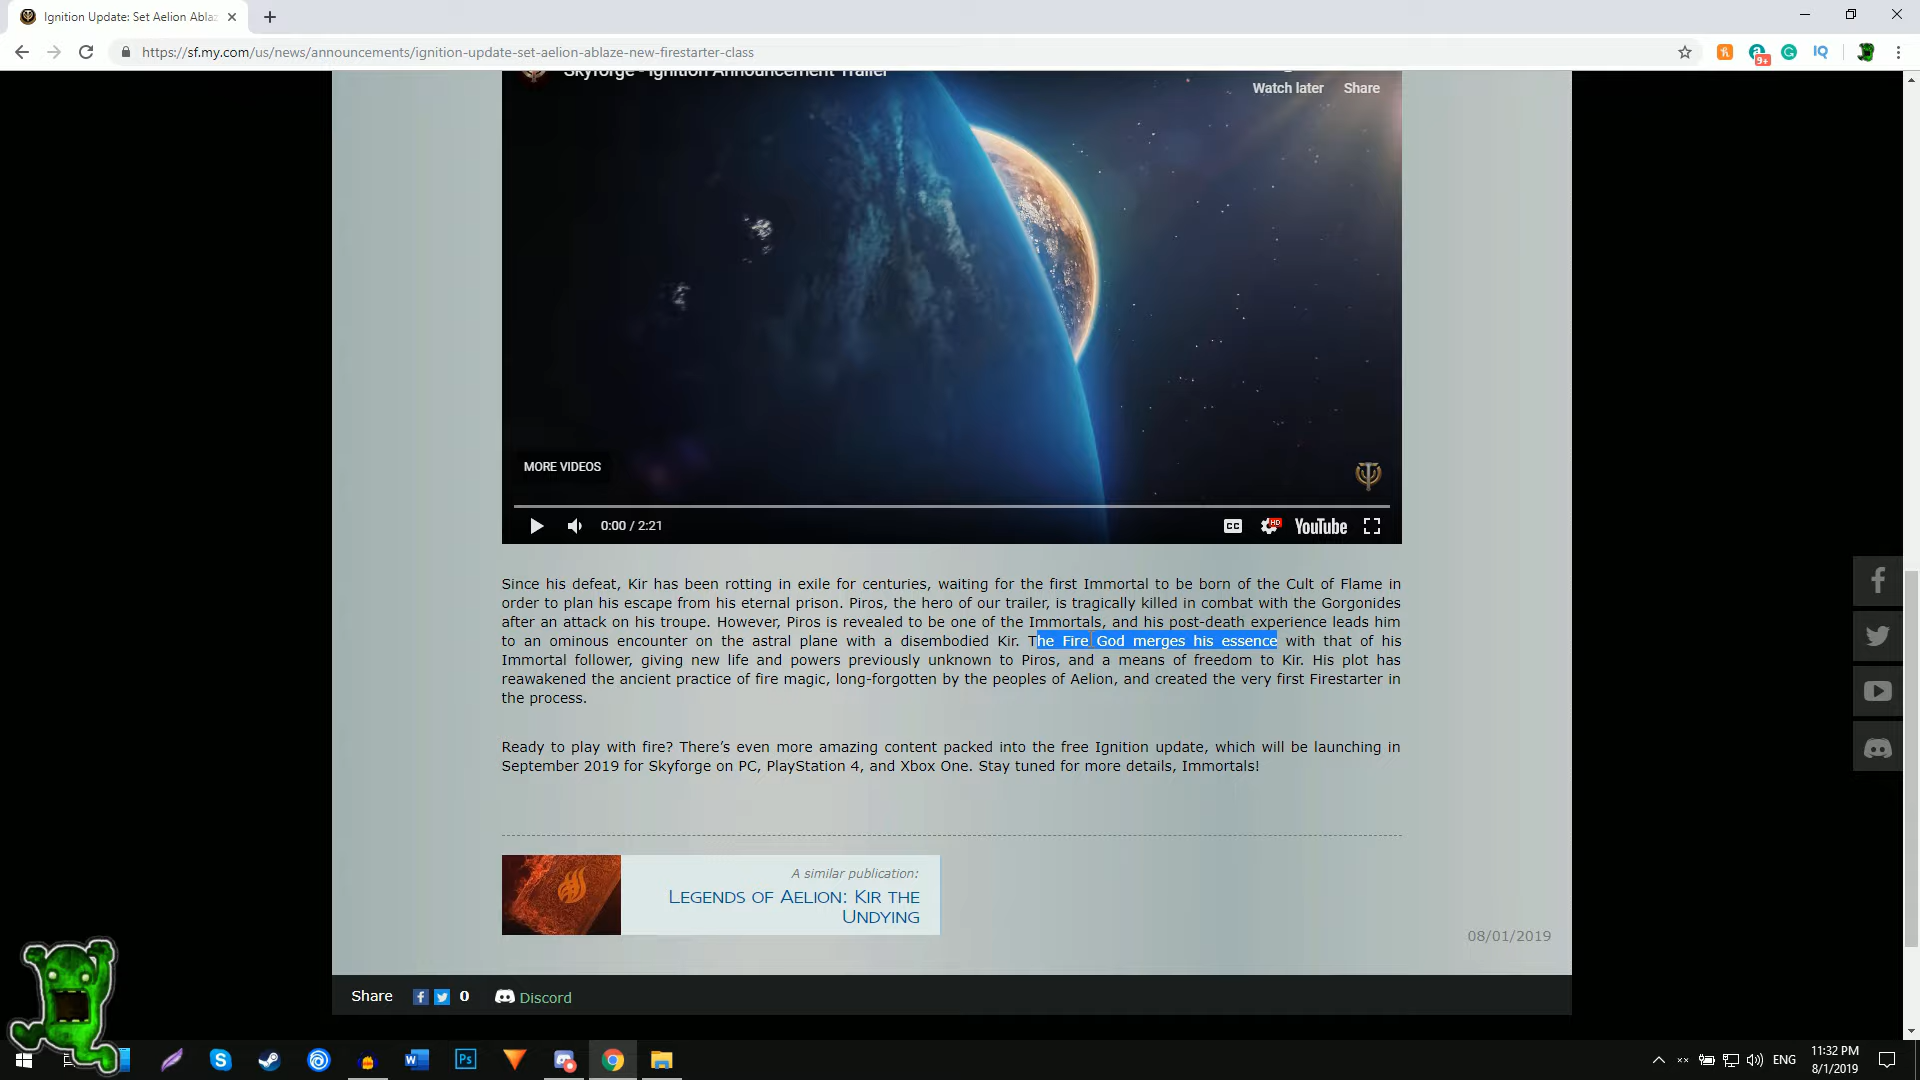 Ignition Update: Set Aelion Ablaz
https://sf.my.com/us/news/announcements/ignition-update-set-aelion-ablaze-new-firestarter-class
9+
IQ
Skyforge - Ignition Announcement Trailer
Watch later Share
MORE VIDEOS
0:00 / 2:21
CC
HD
YouTube
Since his defeat, Kir has been rotting in exile for centuries, waiting for the first Immortal to be born of the Cult of Flame in
order to plan his escape from his eternal prison. Piros, the hero of our trailer, is tragically killed in combat with the Gorgonides
after an attack on his troupe. However, Piros is revealed to be one of the Immortals, and his post-death experience leads him
to an ominous encounter on the astral plane with a disembodied Kir. The Fire God merges his essence with that of his
Immortal follower, giving new life and powers previously unknown to Piros, and a means of freedom to Kir. His plot has
reawakened the ancient practice of fire magic, long-forgotten by the peoples of Aelion, and created the very first Firestarter in
the process.
Ready to play with fire? There’s even more amazing content packed into the free Ignition update, which will be launching in
September 2019 for Skyforge on PC, PlayStation 4, and Xbox One. Stay tuned for more details, Immortals!
A similar publication:
Legends of Aelion: Kir the
Undying
08/01/2019
Share 0 Discord
Ps
ENG
11:32 PM
8/1/2019